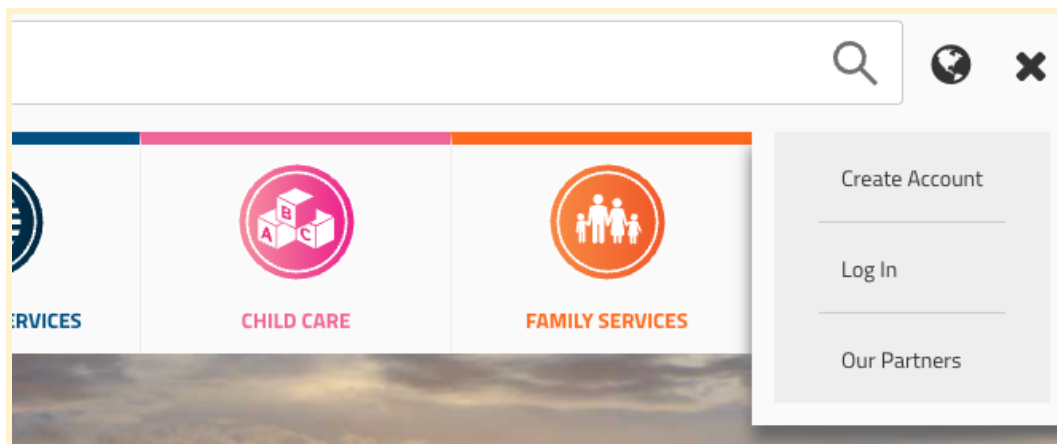 Create Account
B
A C
Log In
ERVICES
CHILD CARE
FAMILY SERVICES
Our Partners